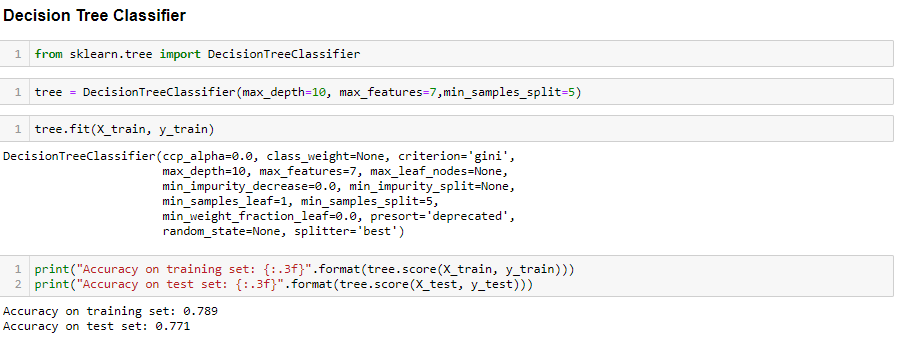 Decision Tree Classifier
1 from sklearn.tree import DecisionTreeClassifier
1 tree = DecisionTreeClassifier(max_depth=10, max_features=7,min_samples_split=5)
1 tree.fit(X_train, y_train)
DecisionTreeClassifier(ccp_alpha=0.0, class_weight=None, criterion='gini',
                       max_depth=10, max_features=7, max_leaf_nodes=None,
                       min_impurity_decrease=0.0, min_impurity_split=None,
                       min_samples_leaf=1, min_samples_split=5,
                       min_weight_fraction_leaf=0.0, presort='deprecated',
                       random_state=None, splitter='best')
1 print("Accuracy on training set: {:.3f}".format(tree.score(X_train, y_train)))
2 print("Accuracy on test set: {:.3f}".format(tree.score(X_test, y_test)))
Accuracy on training set: 0.789
Accuracy on test set: 0.771